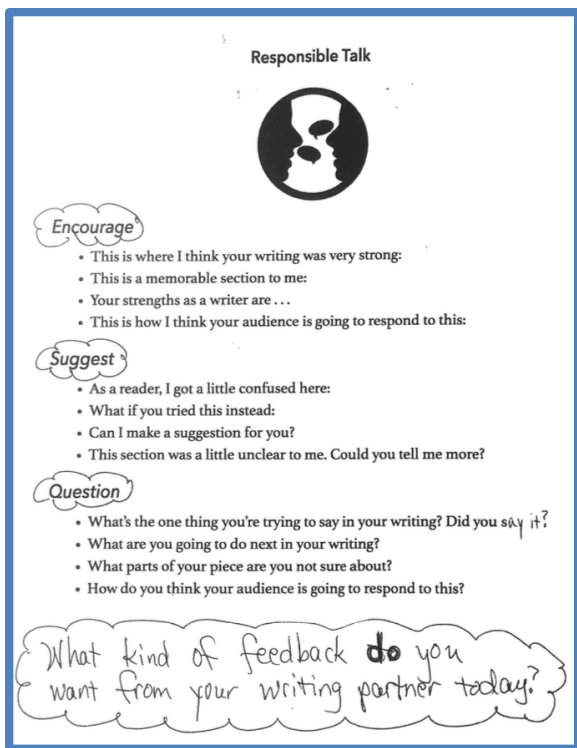 Responsible Talk
Encourage
• This is where I think your writing was very strong:
• This is a memorable section to me:
• Your strengths as a writer are . . .
• This is how I think your audience is going to respond to this:
Suggest
• As a reader, I got a little confused here:
• What if you tried this instead:
• Can I make a suggestion for you?
• This section was a little unclear to me. Could you tell me more?
Question
• What's the one thing you're trying to say in your writing? Did you say it?
• What are you going to do next in your writing?
• What parts of your piece are you not sure about?
• How do you think your audience is going to respond to this?
What kind of feedback do you
want from your writing partner today?